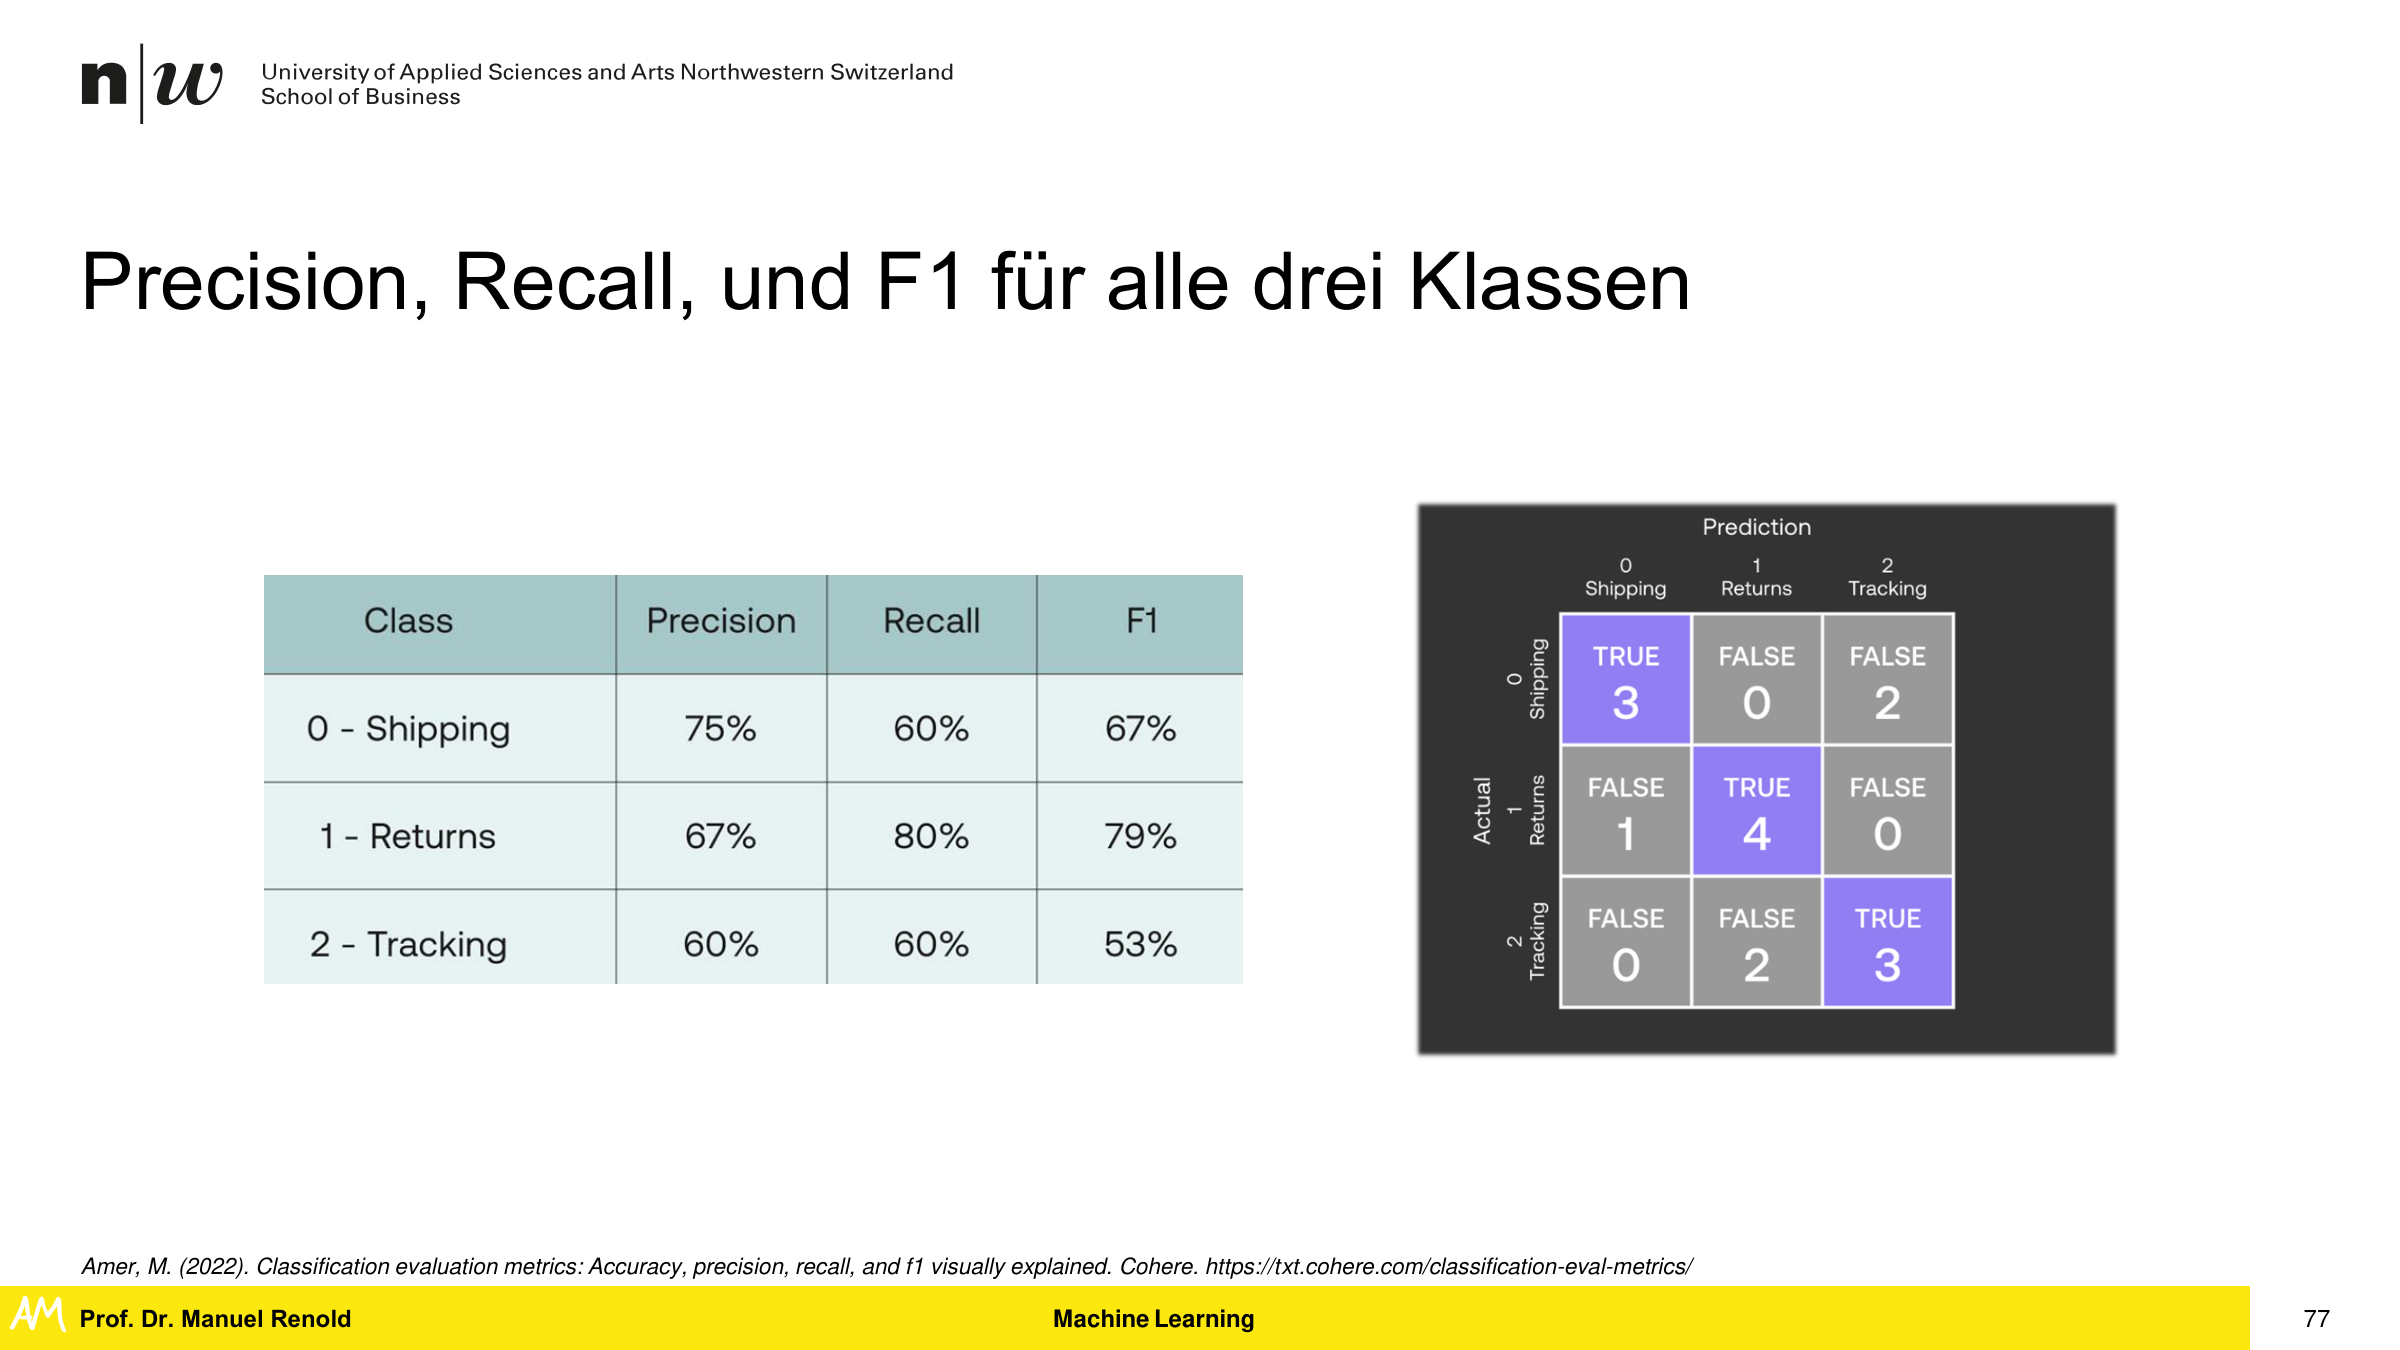 n|w
University of Applied Sciences and Arts Northwestern Switzerland
School of Business
Precision, Recall, und F1 für alle drei Klassen
Class Precision Recall F1
0 - Shipping 75% 60% 67%
1 - Returns 67% 80% 79%
2 - Tracking 60% 60% 53%
Prediction
0 1 2
Shipping Returns Tracking
Actual
0
Shipping
TRUE FALSE FALSE
3 0 2
1
Returns
FALSE TRUE FALSE
1 4 0
2
Tracking
FALSE FALSE TRUE
0 2 3
Amer, M. (2022). Classification evaluation metrics: Accuracy, precision, recall, and f1 visually explained. Cohere. https://txt.cohere.com/classification-eval-metrics/
AM Prof. Dr. Manuel Renold Machine Learning 77